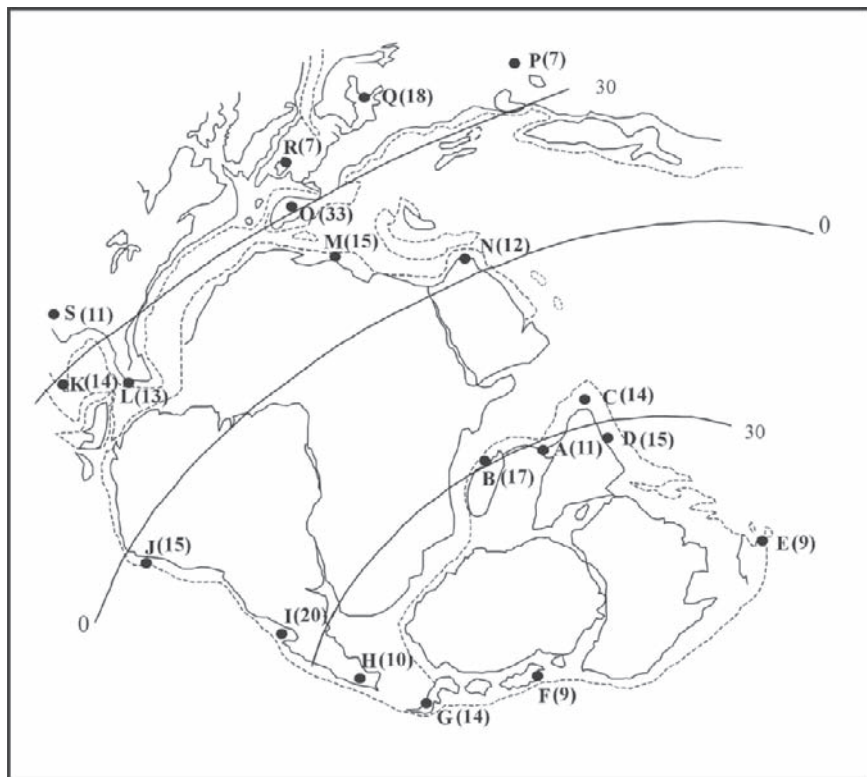 P(7)
30
Q(18)
R(7)
O(33)
M(15)
N(12)
0
S (11)
K(14)
L(13)
C (14)
30
A(11)
D (15)
B (17)
E (9)
J(15)
0
I(20)
H(10)
F(9)
G (14)